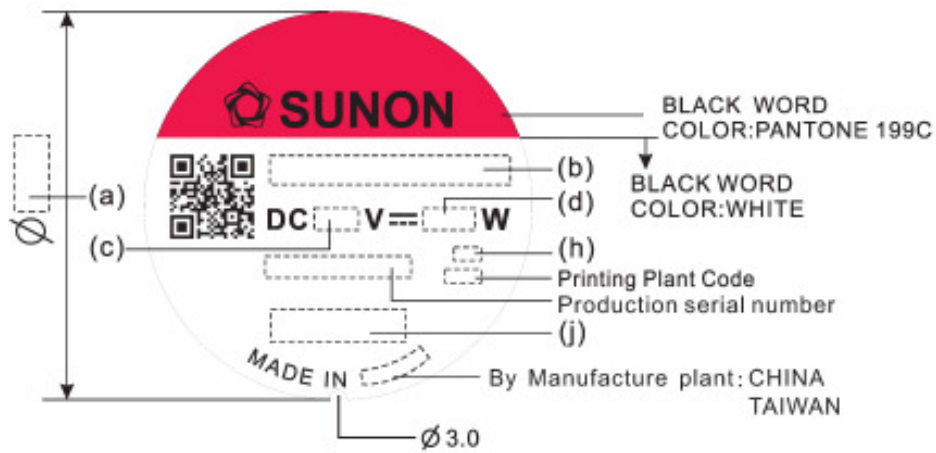 SUNON
BLACK WORD
COLOR:PANTONE 199C
BLACK WORD
COLOR:WHITE
(a)
Ø
(b)
(d)
DC V W
(c)
(h)
Printing Plant Code
Production serial number
(j)
MADE IN
By Manufacture plant: CHINA
TAIWAN
Ø 3.0